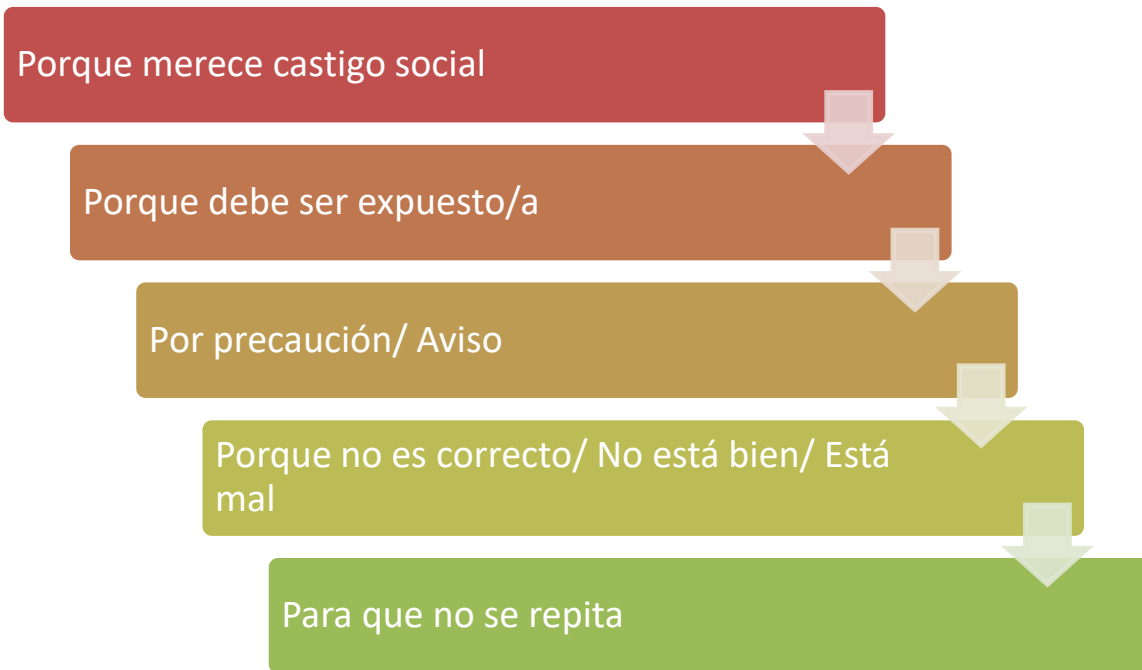 Porque merece castigo social
Porque debe ser expuesto/a
Por precaución/ Aviso
Porque no es correcto/ No está bien/ Está
mal
Para que no se repita